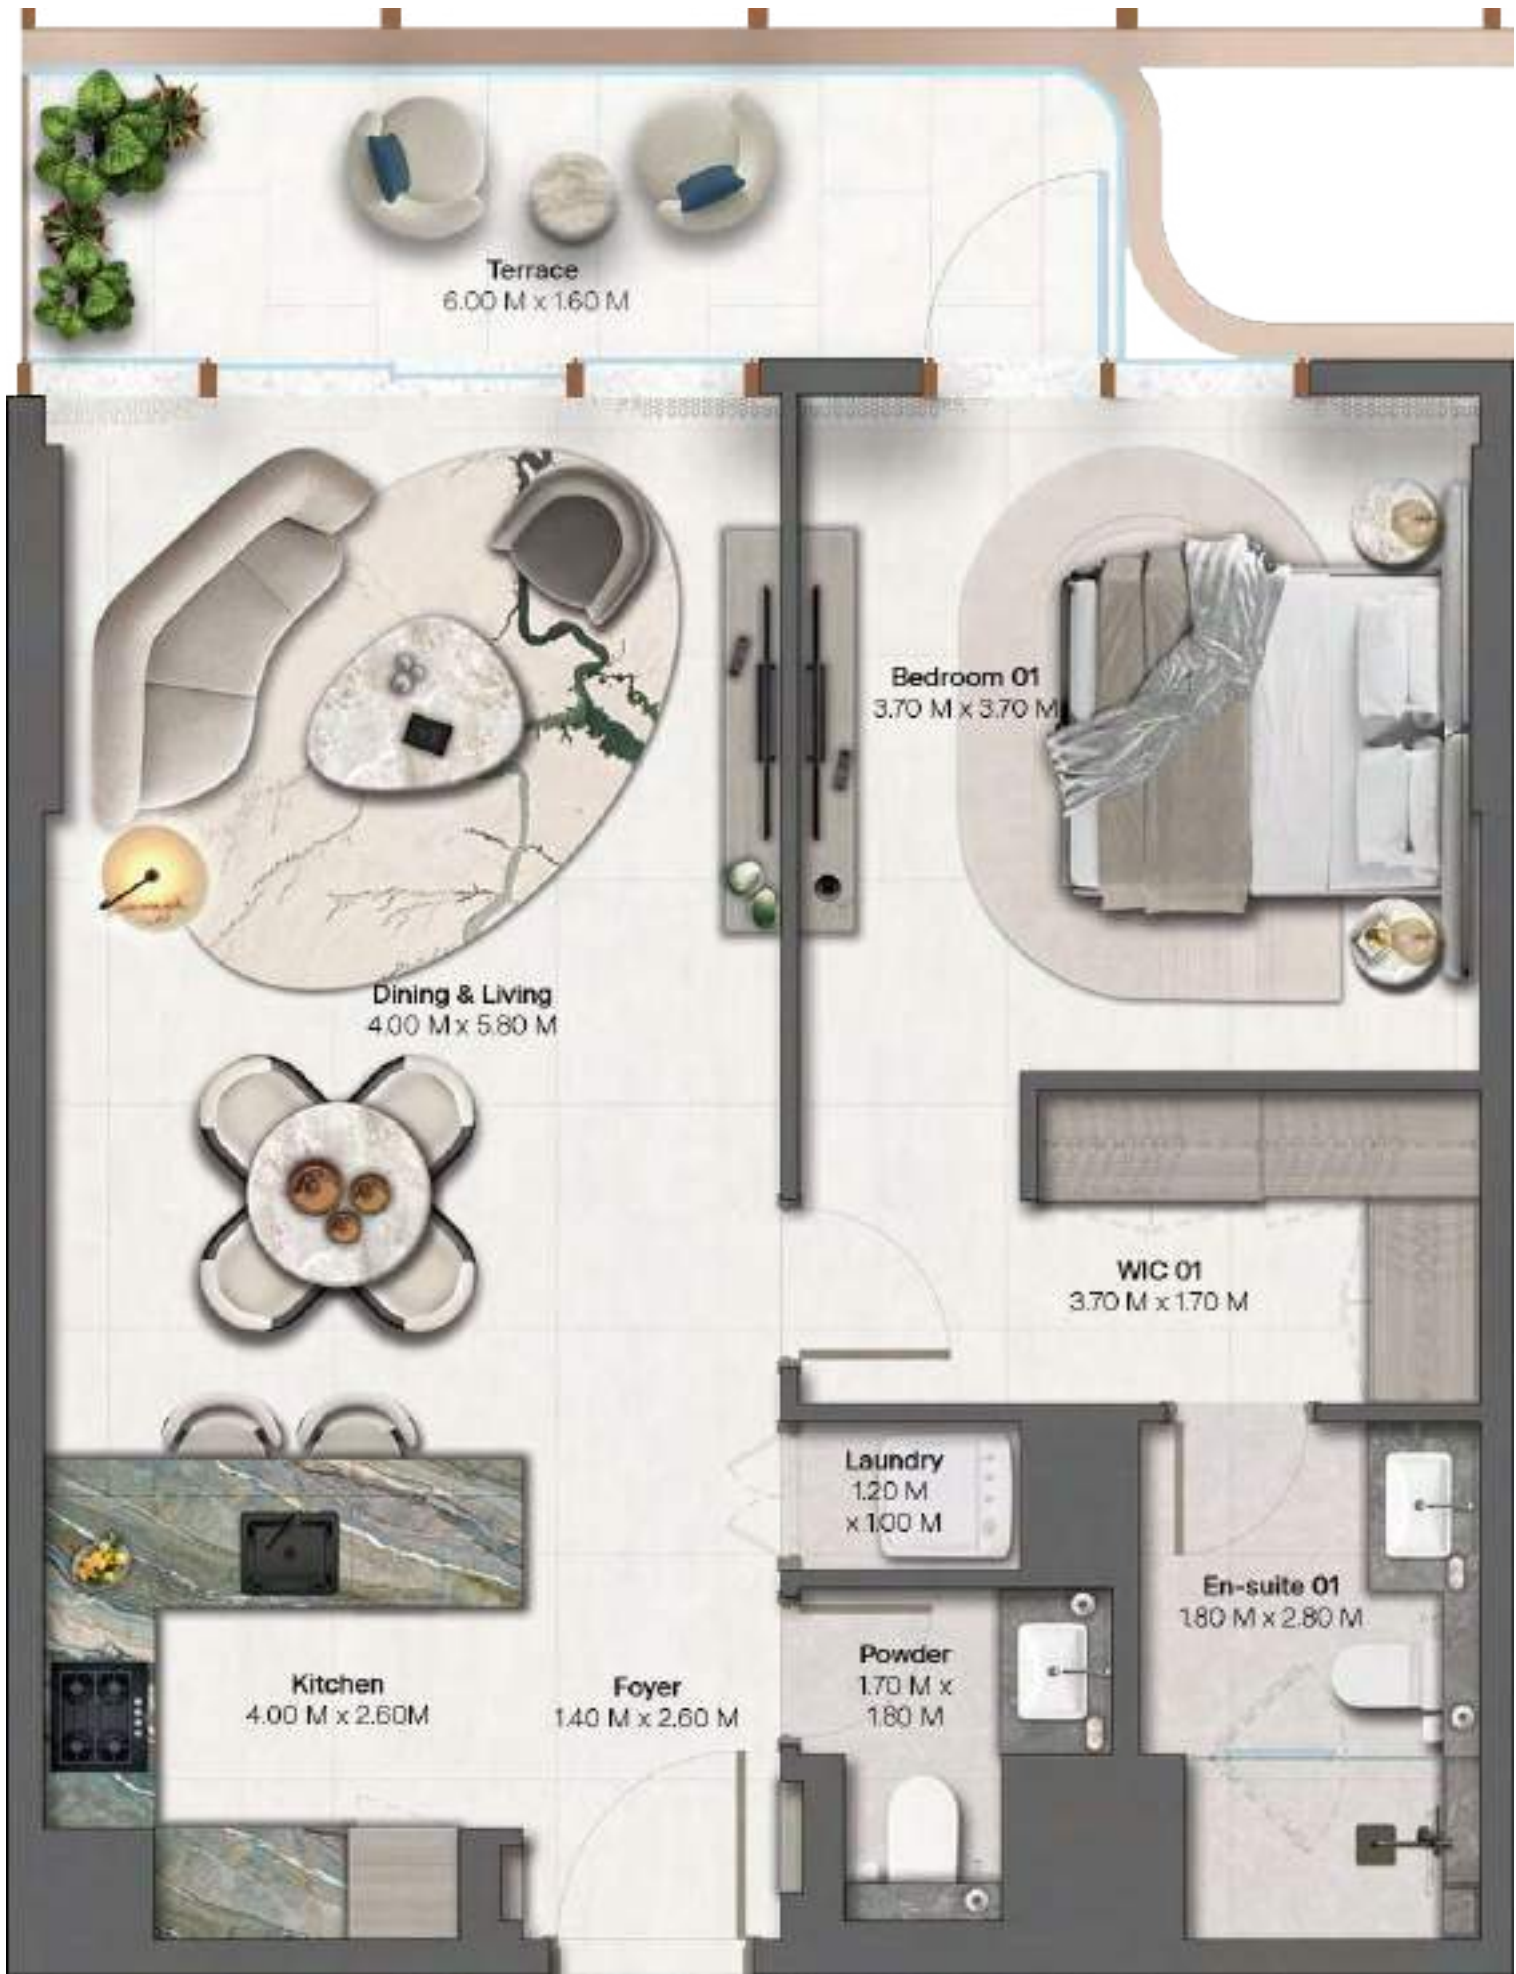 Terrace
6.00 M x 1.60 M
Bedroom 01
3.70 M x 3.70 M
Dining & Living
4.00 M x 5.80 M
WIC 01
3.70 M x 1.70 M
Laundry
1.20 M
x 1.00 M
En-suite 01
1.80 M x 2.80 M
Powder
1.70 M x
1.80 M
Kitchen
4.00 M x 2.60M
Foyer
1.40 M x 2.60 M